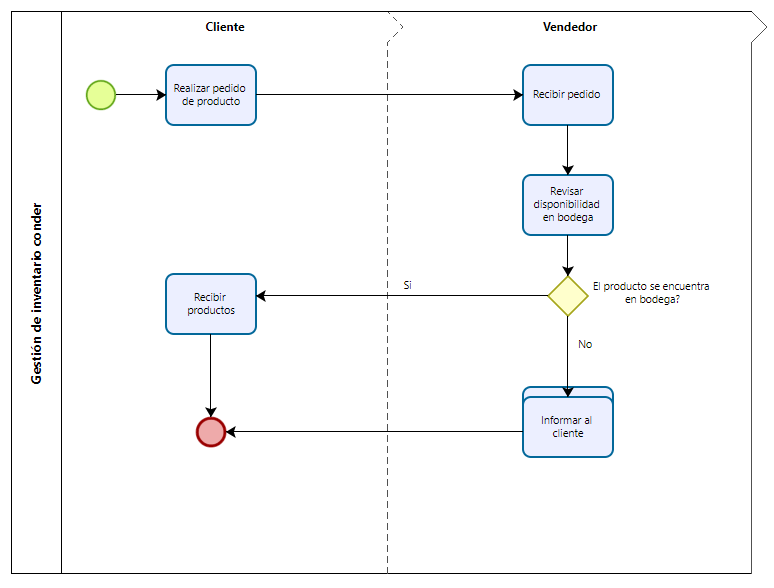 Cliente
Vendedor
Gestión de inventario conder
Realizar pedido
de producto
Recibir pedido
Revisar
disponibilidad
en bodega
Si
El producto se encuentra
en bodega?
Recibir
productos
No
Informar al
cliente